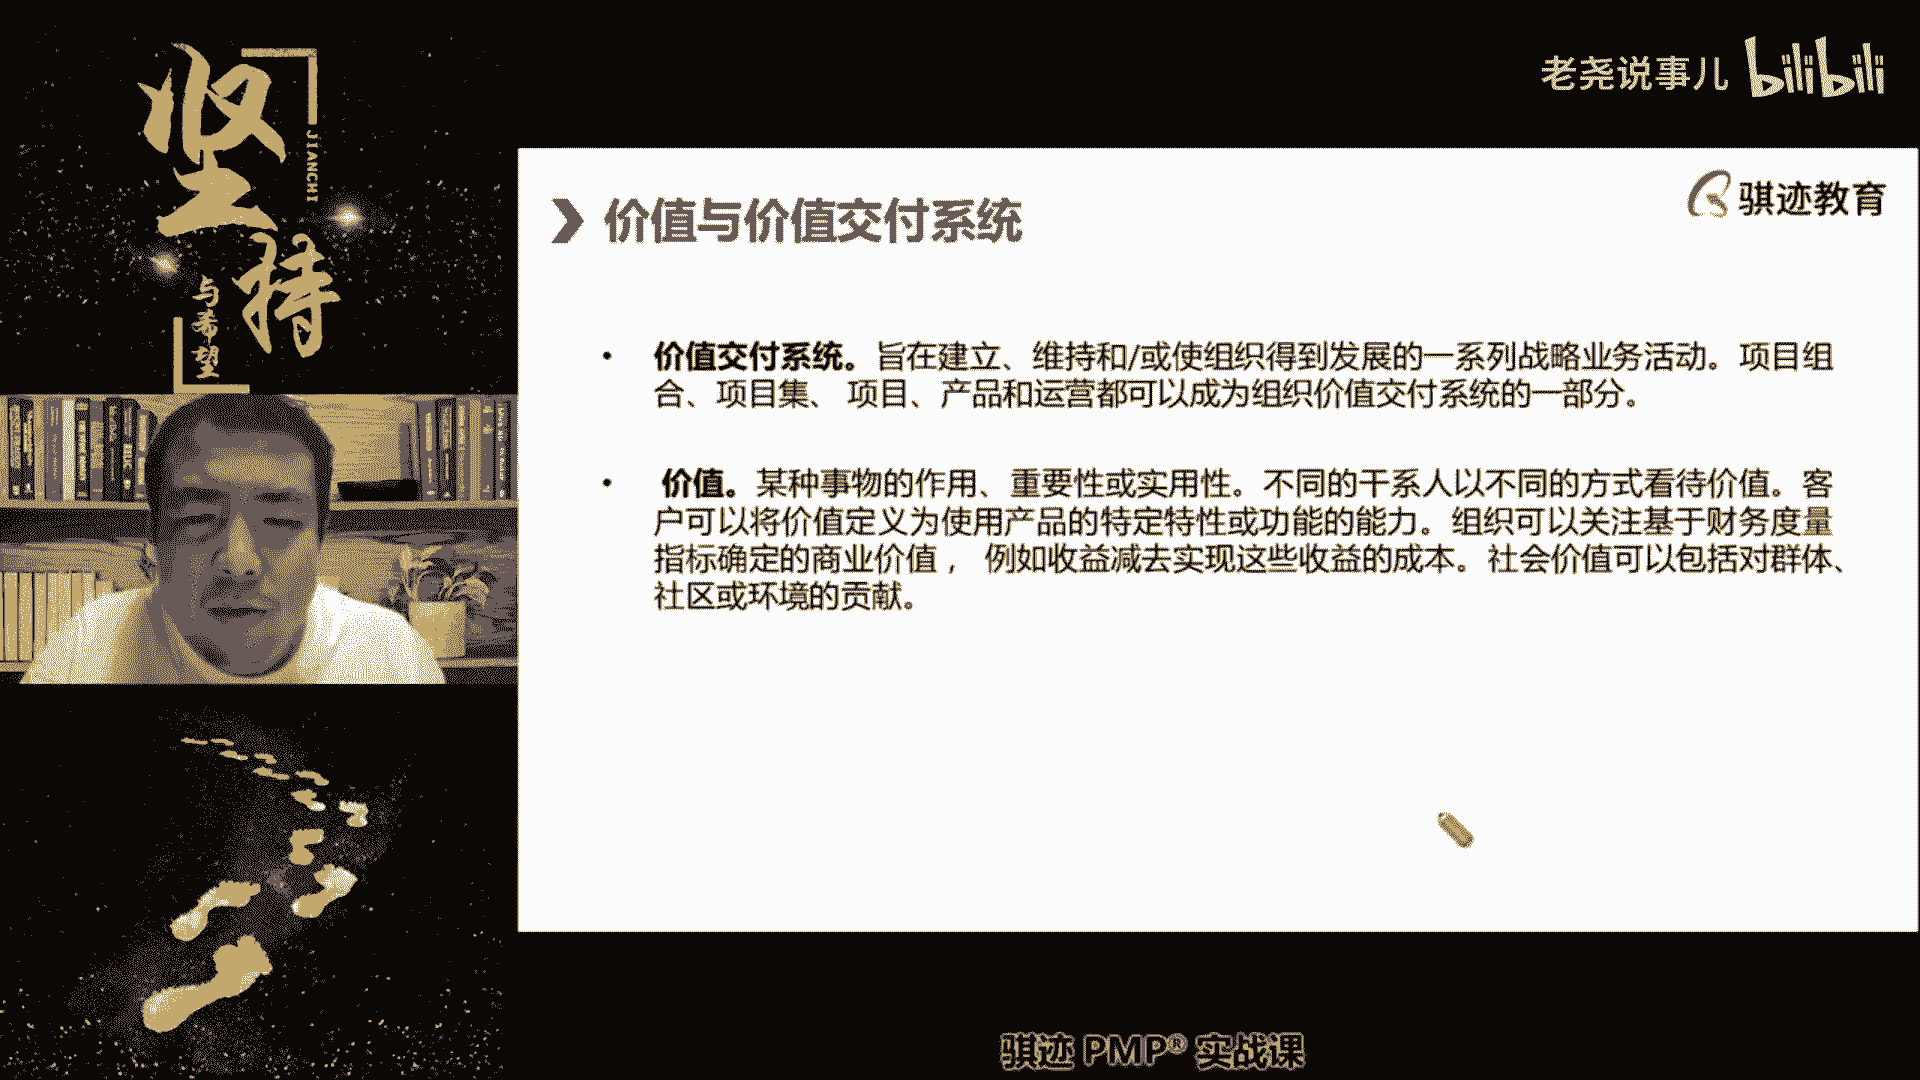 坚持
JIANCHI
与希望
老尧说事儿 bilibili
骐迹教育
价值与价值交付系统
• 价值交付系统。旨在建立、维持和/或使组织得到发展的一系列战略业务活动。项目组
合、项目集、 项目、产品和运营都可以成为组织价值交付系统的一部分。
• 价值。某种事物的作用、重要性或实用性。不同的干系人以不同的方式看待价值。客
户可以将价值定义为使用产品的特定特性或功能的能力。组织可以关注基于财务度量
指标确定的商业价值， 例如收益减去实现这些收益的成本。社会价值可以包括对群体、
社区或环境的贡献。
骐迹 PMP® 实战课